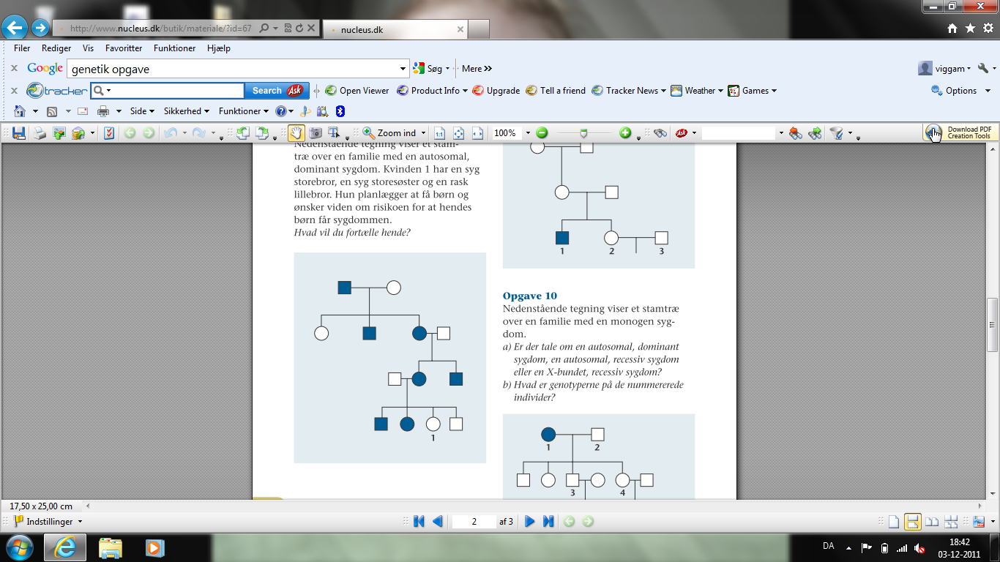 http://www.nucleus.dk/butik/materiale/?id=67
nucleus.dk
Filer Rediger Vis Favoritter Funktioner Hjælp
x Google genetik opgave Søg Mere >> viggam
x tracker Search Ask Open Viewer Product Info Upgrade Tell a friend Tracker News Weather Games Options
Side Sikkerhed Funktioner
Zoom ind 1:1 100% Ask Download PDF
Creation Tools
Nedenstående tegning viser et stam-
træ over en familie med en autosomal,
dominant sygdom. Kvinden 1 har en syg
storebror, en syg storesøster og en rask
lillebror. Hun planlægger at få børn og
ønsker viden om risikoen for at hendes
børn får sygdommen.
Hvad vil du fortælle hende?
1
1 2 3
Opgave 10
Nedenstående tegning viser et stamtræ
over en familie med en monogen syg-
dom.
a) Er der tale om en autosomal, dominant
sygdom, en autosomal, recessiv sygdom
eller en X-bundet, recessiv sygdom?
b) Hvad er genotyperne på de nummererede
individer?
1 2
3 4
17,50 x 25,00 cm
Indstillinger 2 af 3
DA 18:42
03-12-2011